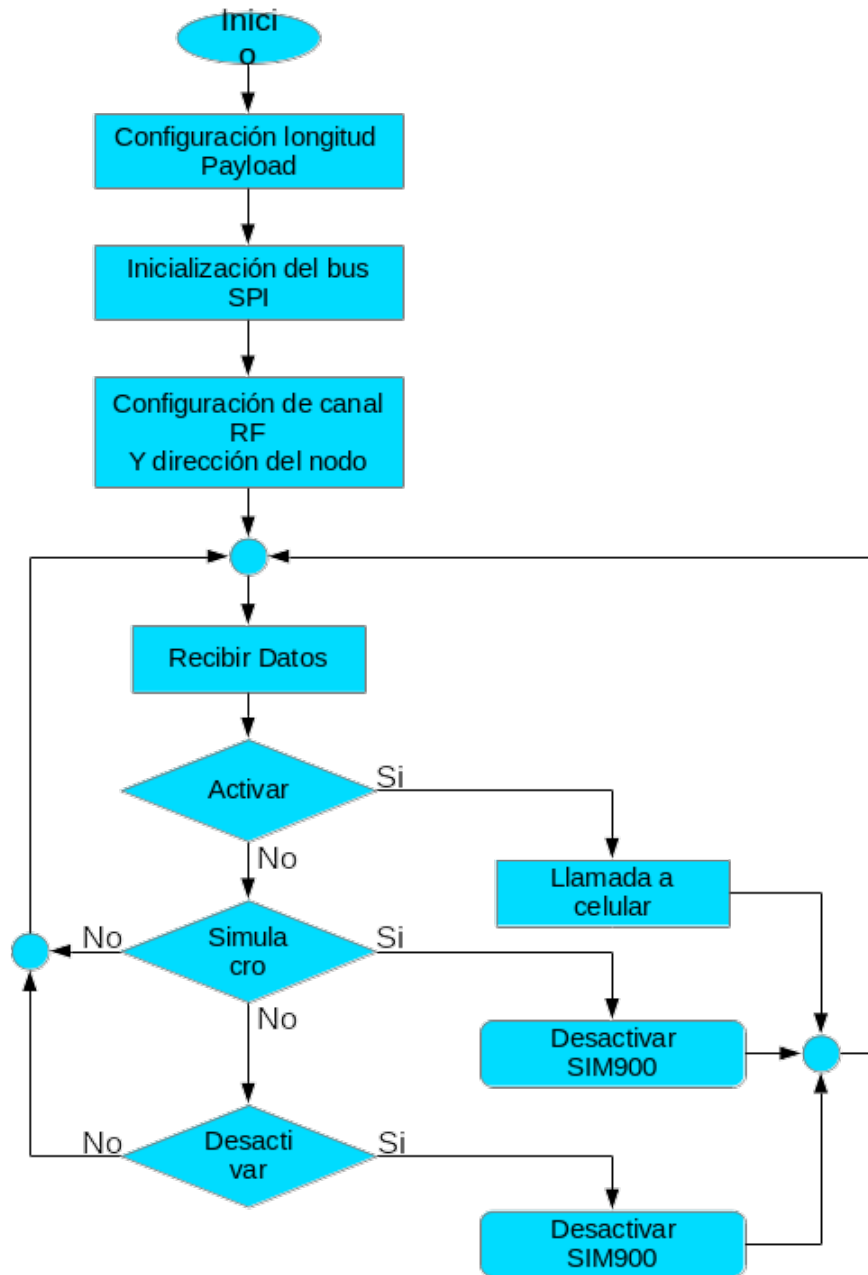 Inici
o
Configuración longitud
Payload
Inicialización del bus
SPI
Configuración de canal
RF
Y dirección del nodo
Recibir Datos
Activar
Si
No
Llamada a
celular
No
Simula
cro
Si
No
Desactivar
SIM900
No
Desacti
var
Si
Desactivar
SIM900